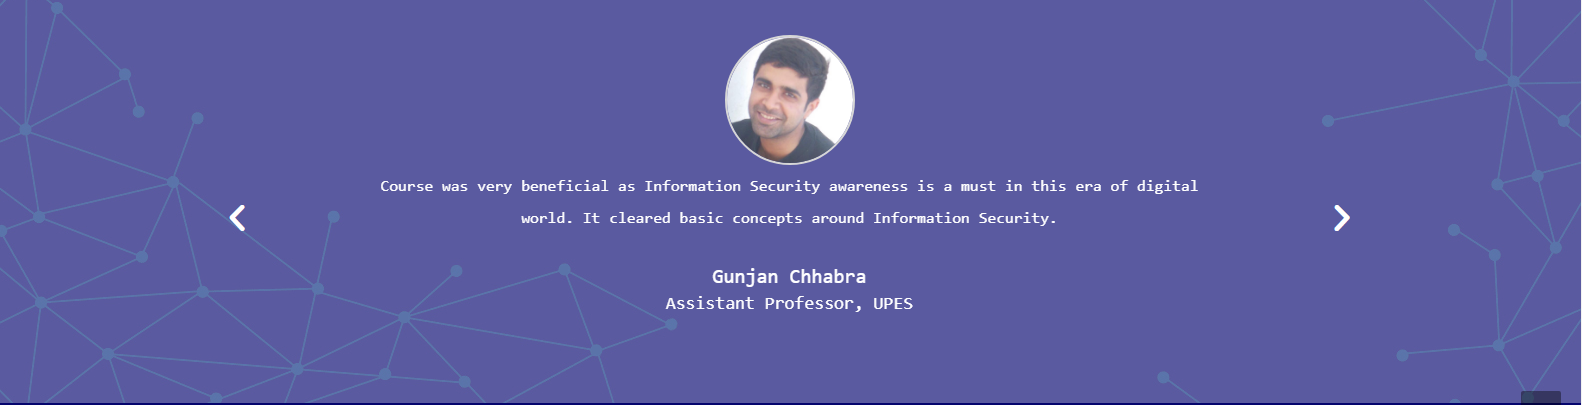 Course was very beneficial as Information Security awareness is a must in this era of digital
world. It cleared basic concepts around Information Security.
Gunjan Chhabra
Assistant Professor, UPES